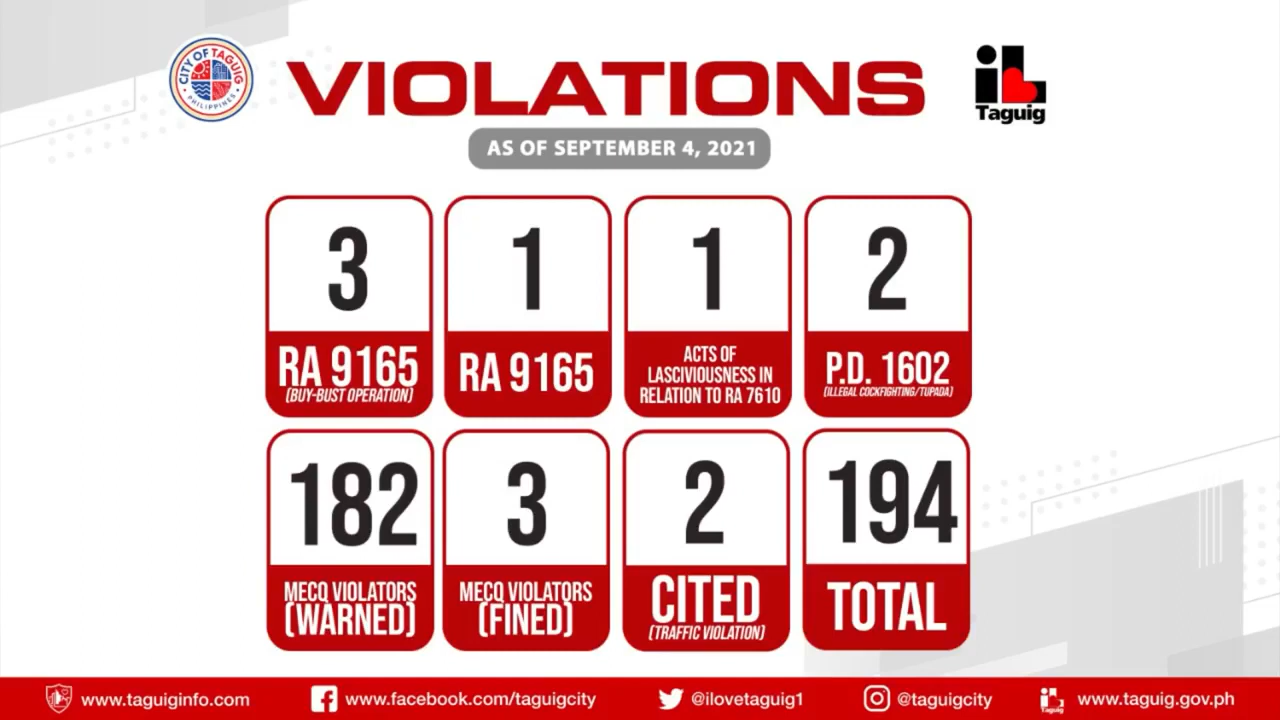 CITY OF TAGUIG
PHILIPPINES
VIOLATIONS
iL
Taguig
AS OF SEPTEMBER 4, 2021
3
RA 9165
(BUY-BUST OPERATION)
1
RA 9165
1
ACTS OF
LASCIVIOUSNESS IN
RELATION TO RA 7610
2
P.D. 1602
(ILLEGAL COCKFIGHTING/TUPADA)
182
MECQ VIOLATORS
(WARNED)
3
MECQ VIOLATORS
(FINED)
2
CITED
(TRAFFIC VIOLATION)
194
TOTAL
www.taguiginfo.com
www.facebook.com/taguigcity
@ilovetaguig1
@taguigcity
iL
Taguig
www.taguig.gov.ph